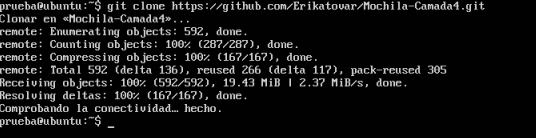 prueba@ubuntu:~$ git clone https://github.com/Erikatovar/Mochila-Camada4.git
Clonar en «Mochila-Camada4»...
remote: Enumerating objects: 592, done.
remote: Counting objects: 100% (287/287), done.
remote: Compressing objects: 100% (167/167), done.
remote: Total 592 (delta 136), reused 266 (delta 117), pack-reused 305
Receiving objects: 100% (592/592), 19.43 MiB | 2.37 MiB/s, done.
Resolving deltas: 100% (167/167), done.
Comprobando la conectividad… hecho.
prueba@ubuntu:~$ _